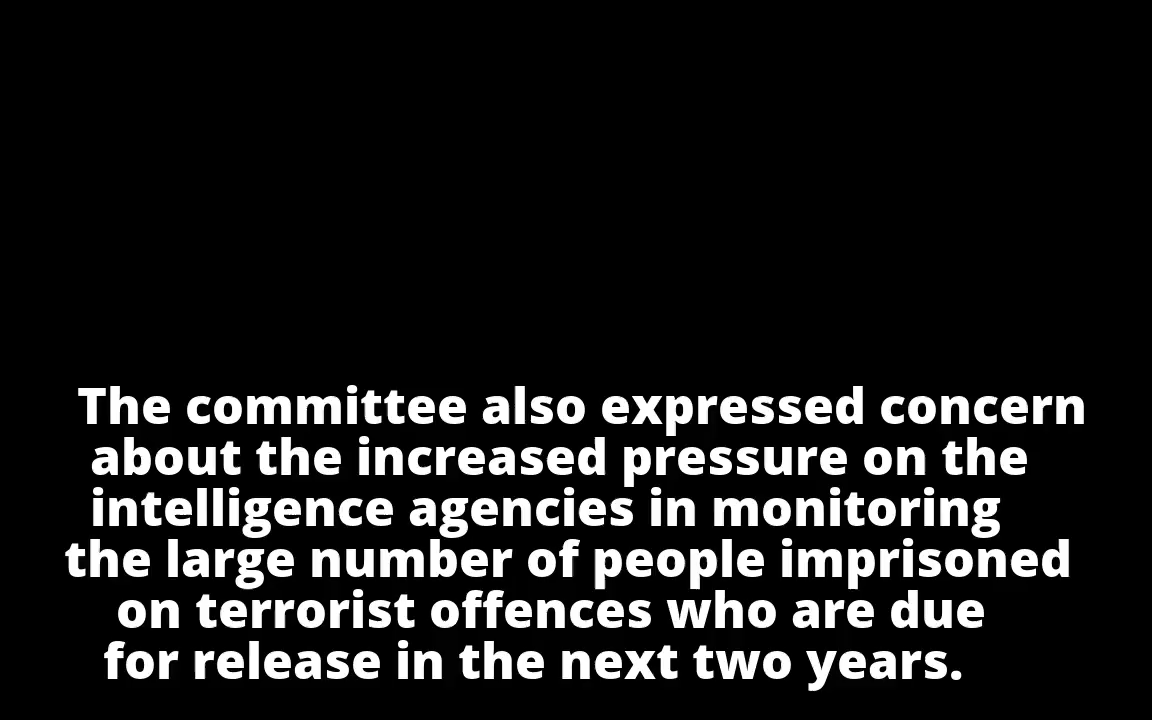 The committee also expressed concern
about the increased pressure on the
intelligence agencies in monitoring
the large number of people imprisoned
on terrorist offences who are due
for release in the next two years.